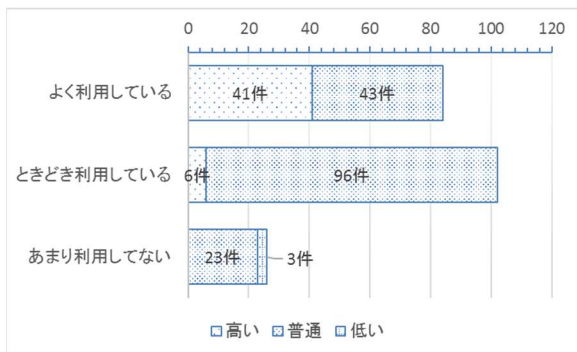 0 20 40 60 80 100 120
よく利用している 41件 43件
ときどき利用している 6件 96件
あまり利用してない 23件 3件
高い 普通 低い